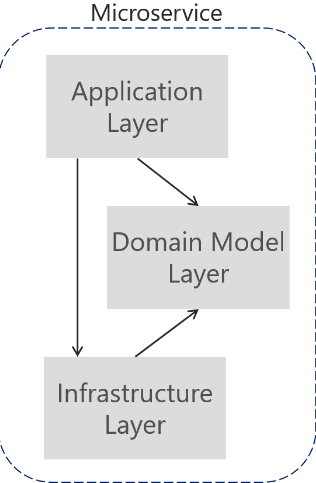 Microservice
Application
Layer
Domain Model
Layer
Infrastructure
Layer